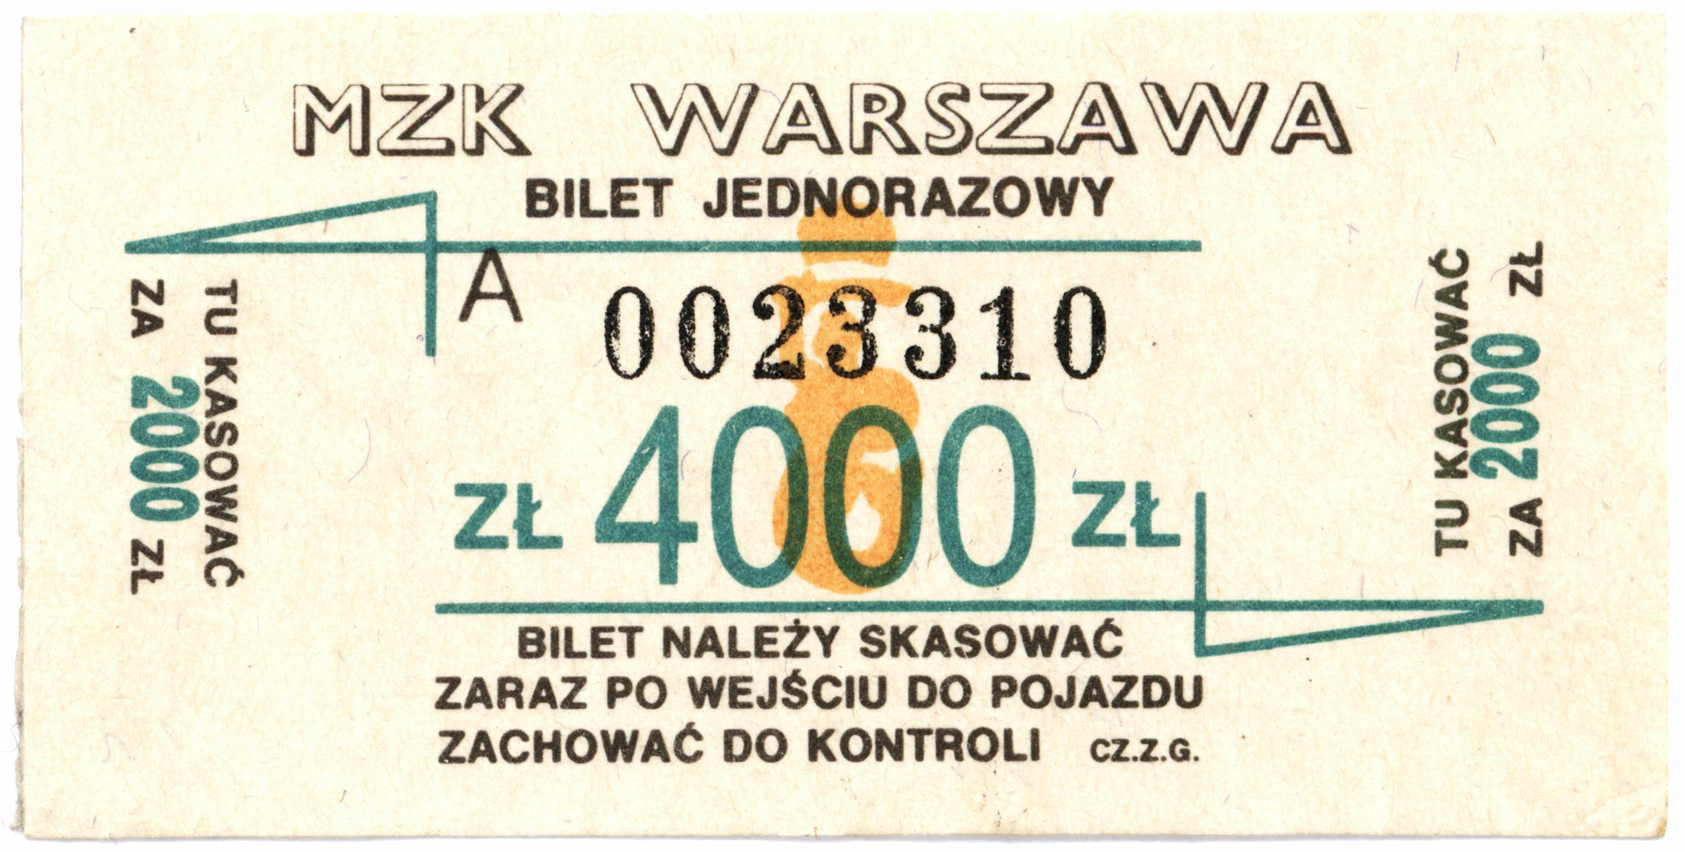 MZK WARSZAWA
BILET JEDNORAZOWY
A 0023310
ZŁ 4000 ZŁ
TU KASOWAĆ
ZA 2000 ZŁ
TU KASOWAĆ
ZA 2000 ZŁ
BILET NALEŻY SKASOWAĆ
ZARAZ PO WEJŚCIU DO POJAZDU
ZACHOWAĆ DO KONTROLI CZ.Z.G.